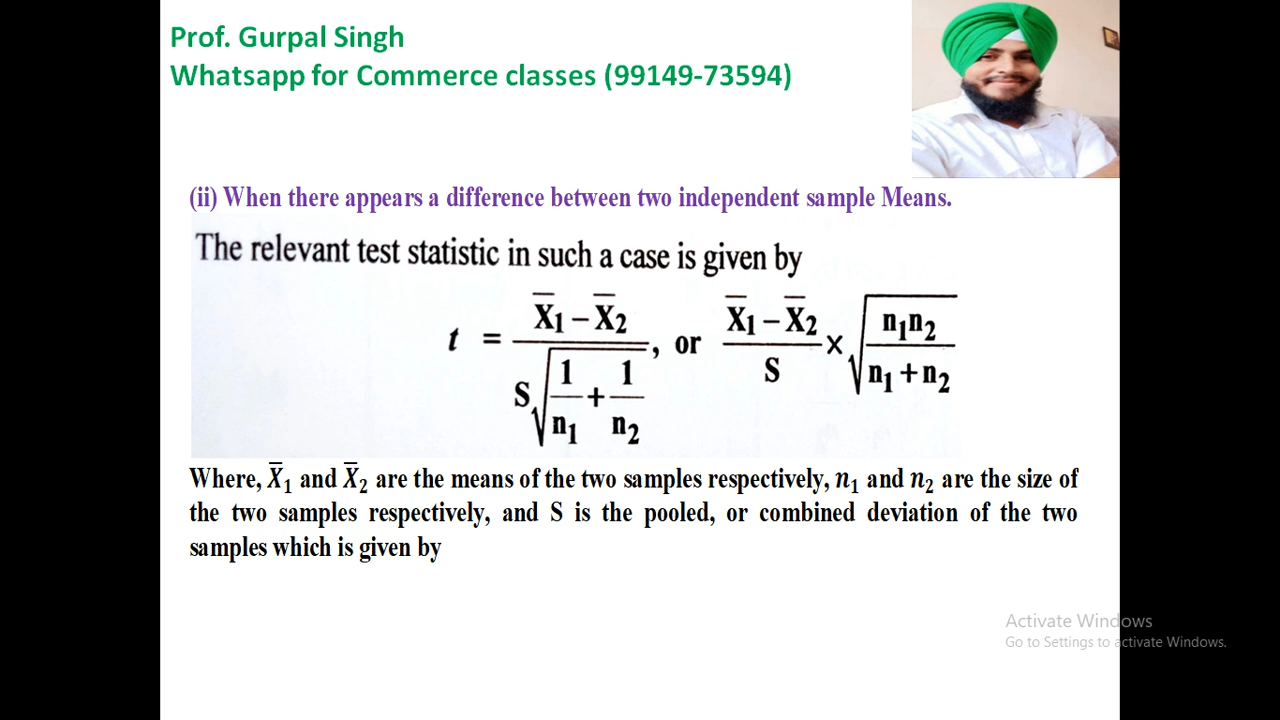 Prof. Gurpal Singh
Whatsapp for Commerce classes (99149-73594)
(ii) When there appears a difference between two independent sample Means.
The relevant test statistic in such a case is given by
t = (X̅1 – X̅2) / (S √(1/n1 + 1/n2)), or (X̅1 – X̅2) / S × √(n1n2 / (n1 + n2))
Where, X̅1 and X̅2 are the means of the two samples respectively, n1 and n2 are the size of
the two samples respectively, and S is the pooled, or combined deviation of the two
samples which is given by
Activate Windows
Go to Settings to activate Windows.